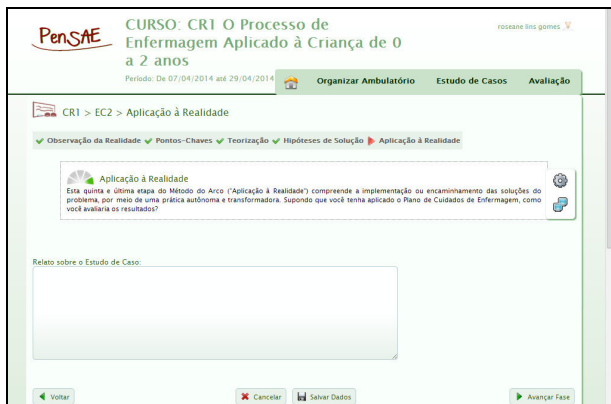 PenSAE
CURSO: CR1 O Processo de
Enfermagem Aplicado à Criança de 0
a 2 anos
roseane lins gomes
Período: De 07/04/2014 até 29/04/2014
Organizar Ambulatório Estudo de Casos Avaliação
CR1 > EC2 > Aplicação à Realidade
Observação da Realidade Pontos-Chaves Teorização Hipóteses de Solução Aplicação à Realidade
Aplicação à Realidade
Esta quinta e última etapa do Método do Arco ("Aplicação à Realidade") compreende a implementação ou encaminhamento das soluções do
problema, por meio de uma prática autônoma e transformadora. Supondo que você tenha aplicado o Plano de Cuidados de Enfermagem, como
você avaliaria os resultados?
Relato sobre o Estudo de Caso:
Voltar Cancelar Salvar Dados Avançar Fase